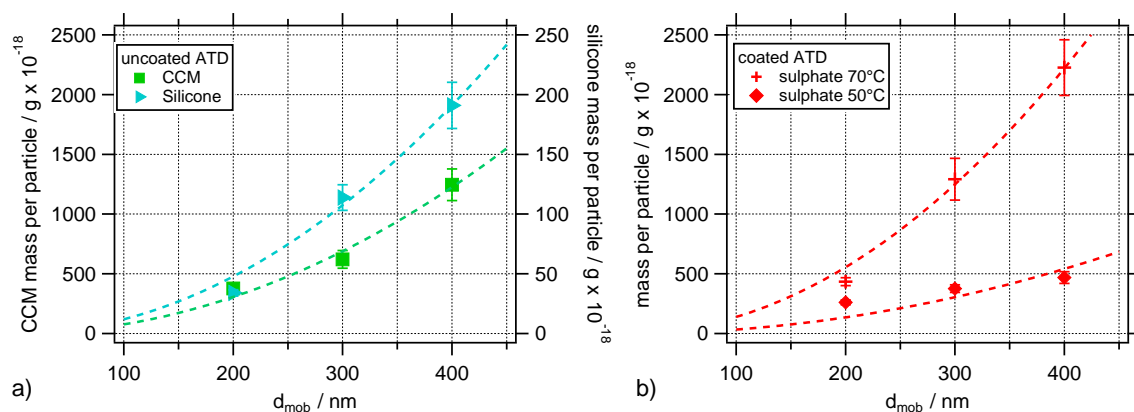 2500
2000
1500
1000
500
0
CCM mass per particle / g x 10⁻¹⁸
uncoated ATD
CCM
Silicone
250
200
150
100
50
0
silicone mass per particle / g x 10⁻¹⁸
100
200
300
400
d_mob / nm
a)
2500
2000
1500
1000
500
0
mass per particle / g x 10⁻¹⁸
coated ATD
sulphate 70°C
sulphate 50°C
100
200
300
400
d_mob / nm
b)